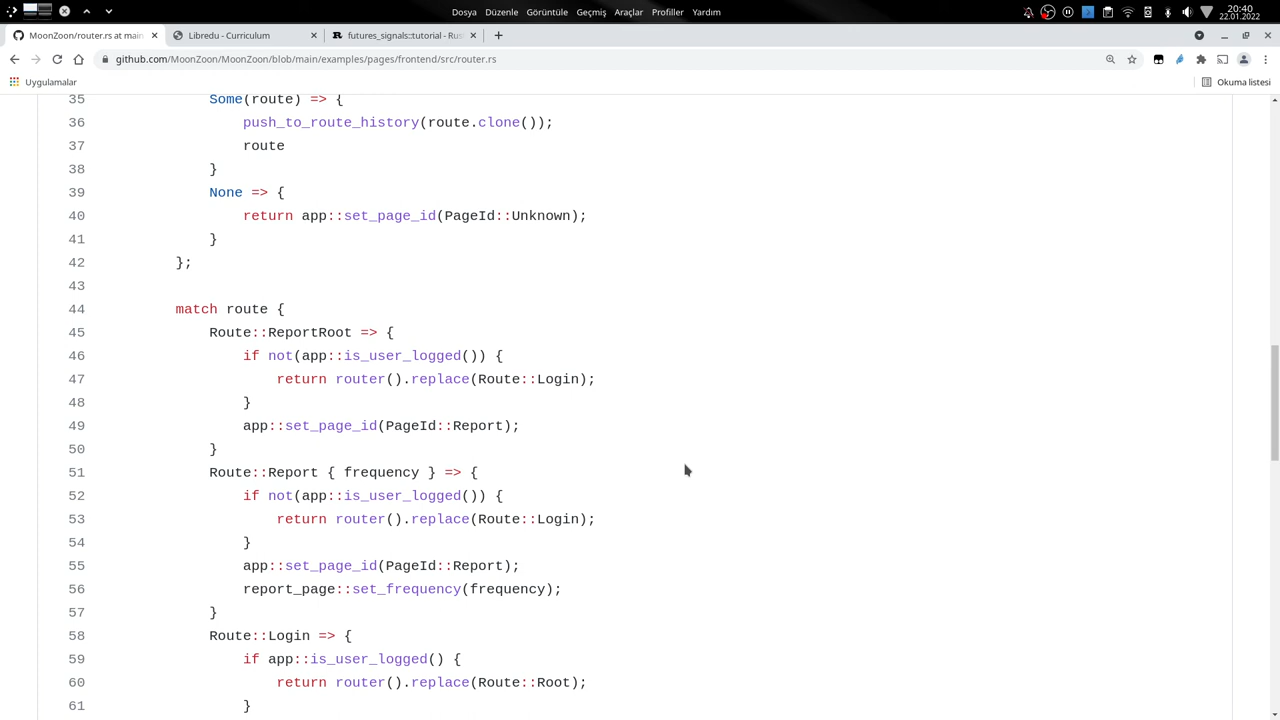 Dosya Düzenle Görüntüle Geçmiş Araçlar Profiller Yardım
20:40
22.01.2022
MoonZoon/router.rs at main
Libredu - Curriculum
futures_signals::tutorial - Rus
github.com/MoonZoon/MoonZoon/blob/main/examples/pages/frontend/src/router.rs
Uygulamalar
Okuma listesi
35 Some(route) => {
36 push_to_route_history(route.clone());
37 route
38 }
39 None => {
40 return app::set_page_id(PageId::Unknown);
41 }
42 };
43
44 match route {
45 Route::ReportRoot => {
46 if not(app::is_user_logged()) {
47 return router().replace(Route::Login);
48 }
49 app::set_page_id(PageId::Report);
50 }
51 Route::Report { frequency } => {
52 if not(app::is_user_logged()) {
53 return router().replace(Route::Login);
54 }
55 app::set_page_id(PageId::Report);
56 report_page::set_frequency(frequency);
57 }
58 Route::Login => {
59 if app::is_user_logged() {
60 return router().replace(Route::Root);
61 }